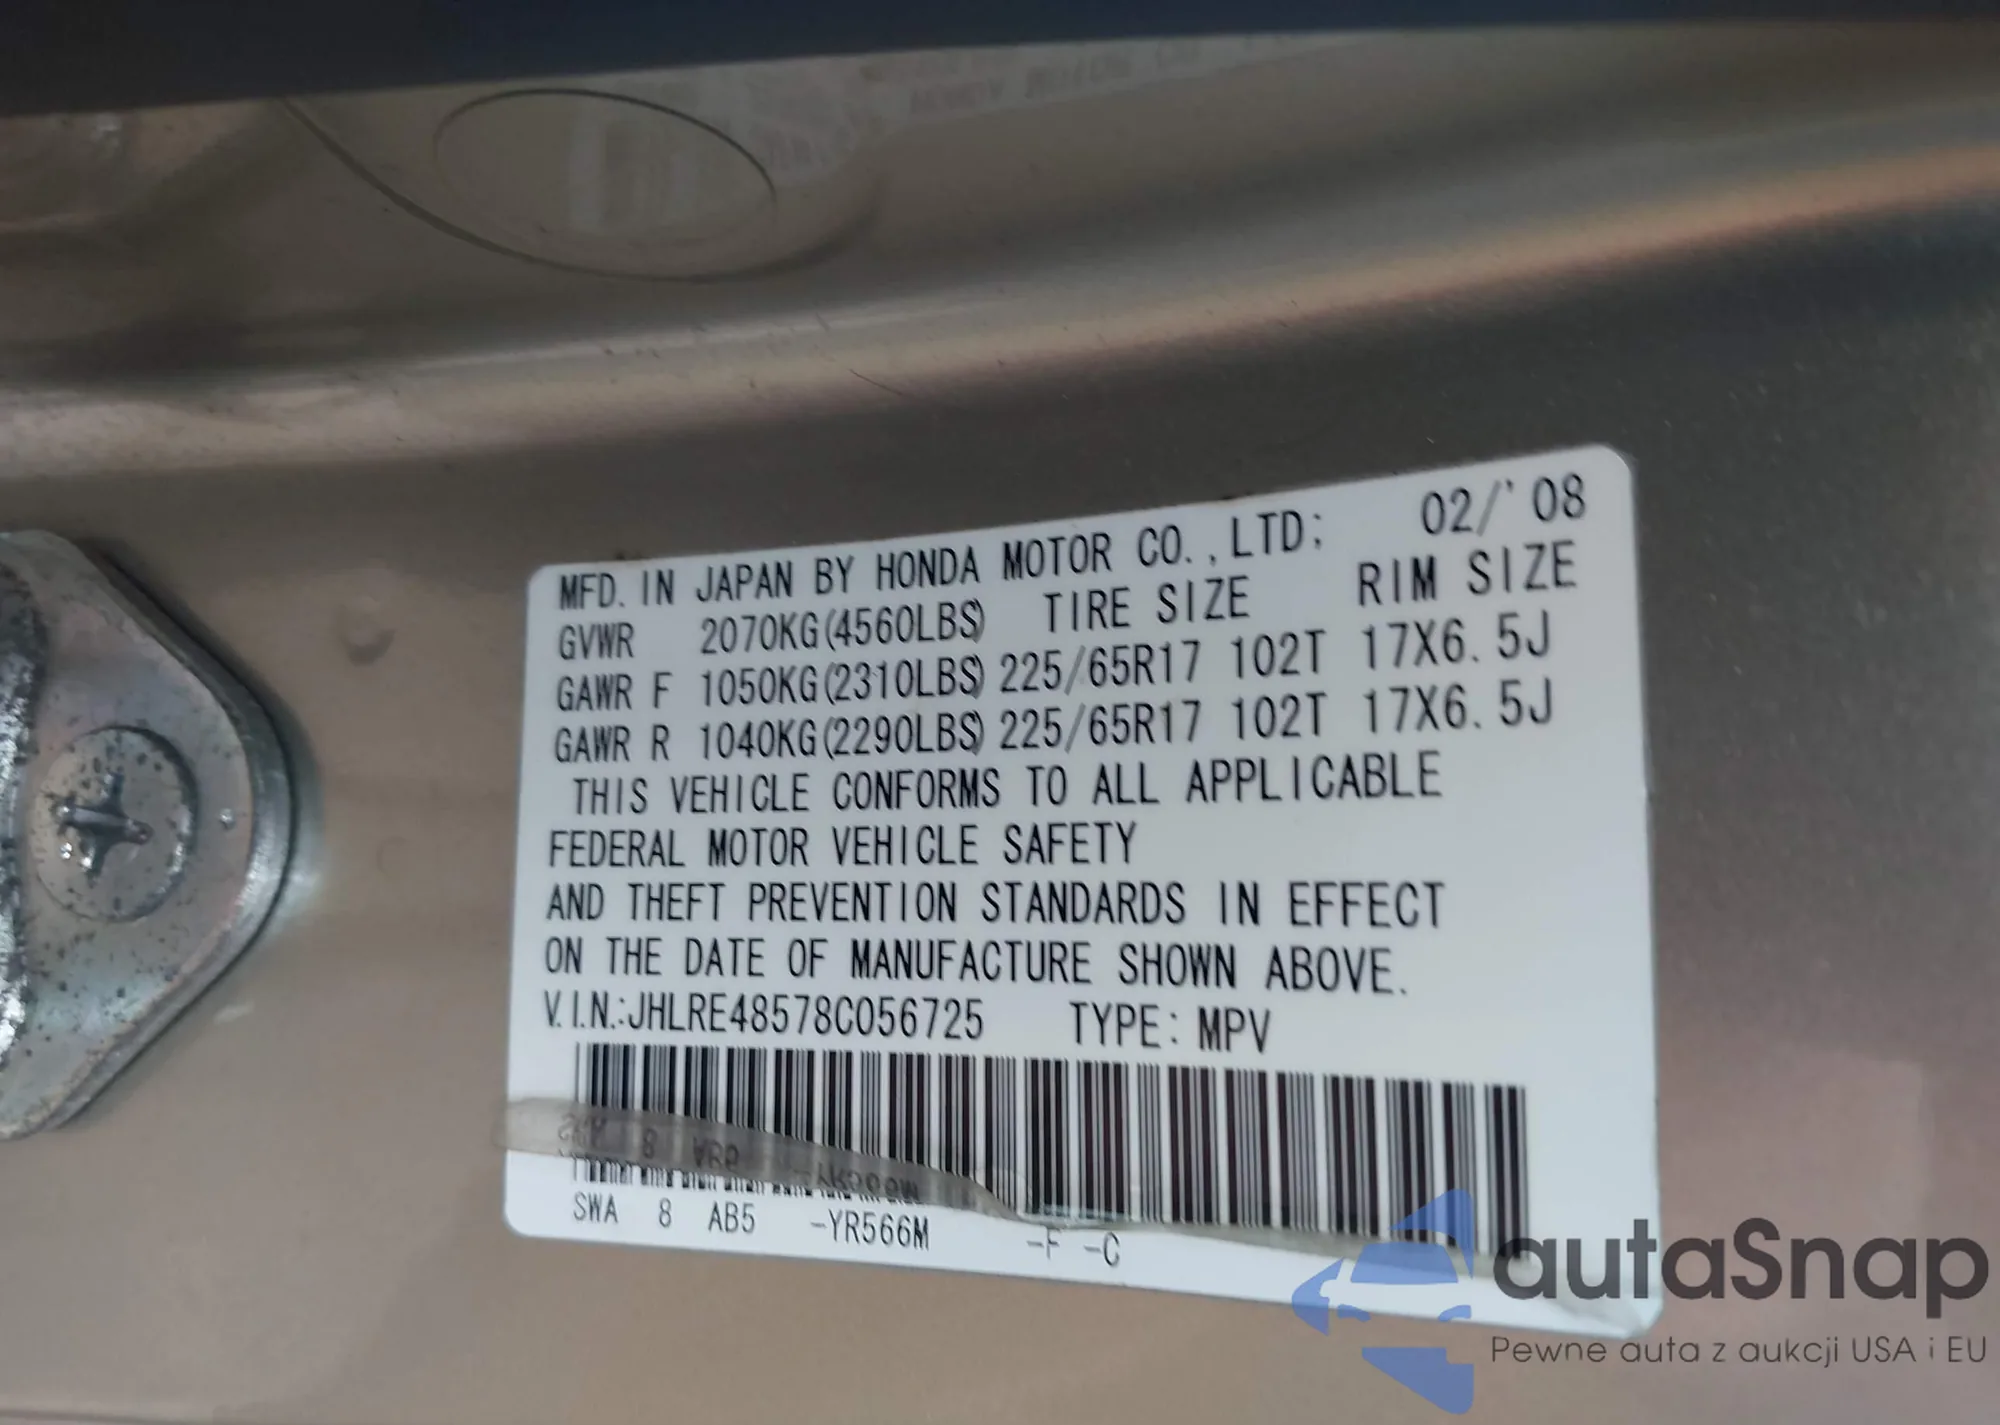 MFD. IN JAPAN BY HONDA MOTOR CO., LTD; 02/'08
GVWR 2070KG(4560LBS) TIRE SIZE RIM SIZE
GAWR F 1050KG(2310LBS) 225/65R17 102T 17X6.5J
GAWR R 1040KG(2290LBS) 225/65R17 102T 17X6.5J
THIS VEHICLE CONFORMS TO ALL APPLICABLE
FEDERAL MOTOR VEHICLE SAFETY
AND THEFT PREVENTION STANDARDS IN EFFECT
ON THE DATE OF MANUFACTURE SHOWN ABOVE.
V.I.N.:JHLRE48578C056725 TYPE: MPV
SWA 8 AB5 -YR566M -F -C
autaSnap
Pewne auta z aukcji USA i EU